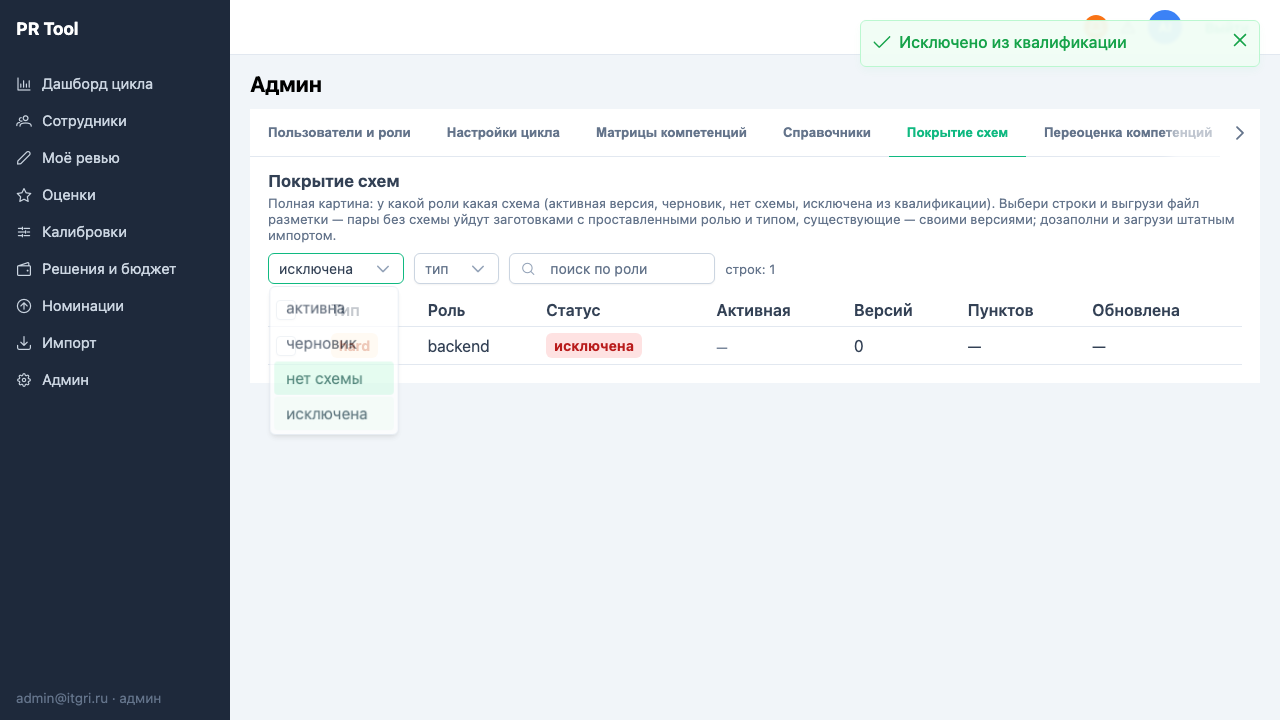 PR Tool
Дашборд цикла
Сотрудники
Моё ревью
Оценки
Калибровки
Решения и бюджет
Номинации
Импорт
Админ
admin@itgri.ru · админ
Исключено из квалификации
Админ
Пользователи и роли
Настройки цикла
Матрицы компетенций
Справочники
Покрытие схем
Переоценка компетенций
Покрытие схем
Полная картина: у какой роли какая схема (активная версия, черновик, нет схемы, исключена из квалификации). Выбери строки и выгрузи файл
разметки — пары без схемы уйдут заготовками с проставленными ролью и типом, существующие — своими версиями; дозаполни и загрузи штатным
импортом.
исключена
тип
поиск по роли
строк: 1
активна
черновик
нет схемы
исключена
Тип Роль Статус Активная Версий Пунктов Обновлена
hard backend исключена — 0 — —